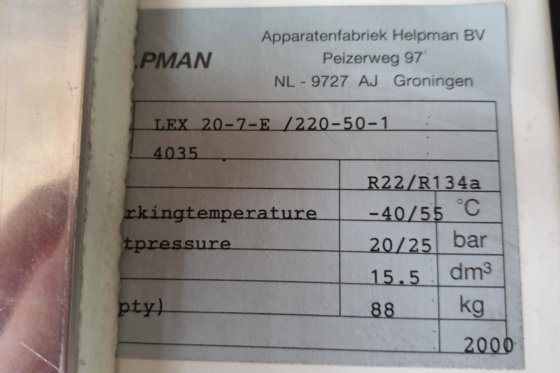 Apparatenfabriek Helpman BV
LPMAN Peizerweg 97
NL - 9727 AJ Groningen
LEX 20-7-E /220-50-1
4035
R22/R134a
rkingtemperature -40/55 °C
tpressure 20/25 bar
15.5 dm³
pty) 88 kg
2000